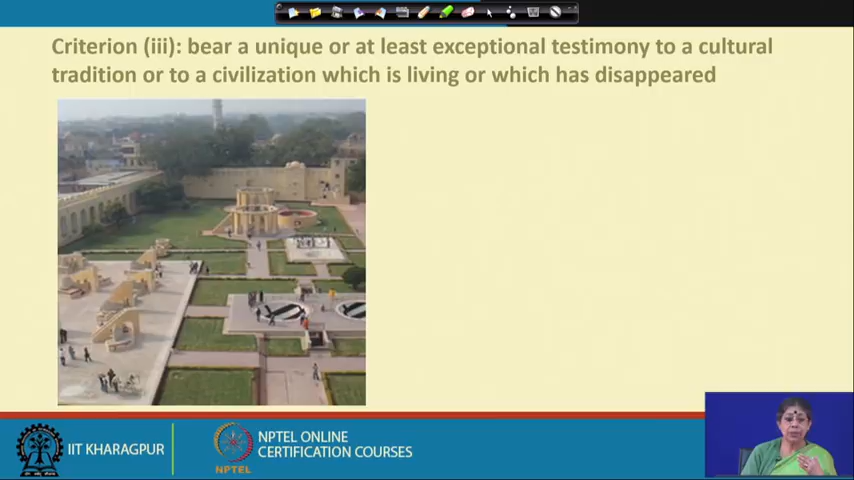 Criterion (iii): bear a unique or at least exceptional testimony to a cultural
tradition or to a civilization which is living or which has disappeared
IIT KHARAGPUR
NPTEL
NPTEL ONLINE
CERTIFICATION COURSES